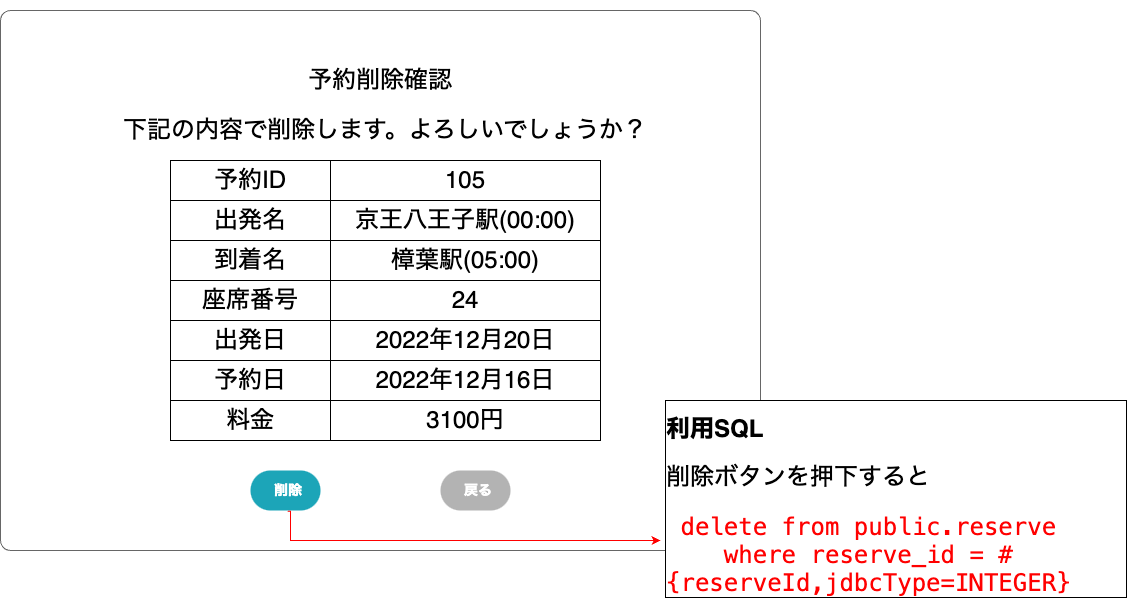 予約削除確認
下記の内容で削除します。よろしいでしょうか？
予約ID 105
出発名 京王八王子駅(00:00)
到着名 樟葉駅(05:00)
座席番号 24
出発日 2022年12月20日
予約日 2022年12月16日
料金 3100円
削除 戻る
利用SQL
削除ボタンを押下すると
delete from public.reserve
where reserve_id = #
{reserveId,jdbcType=INTEGER}